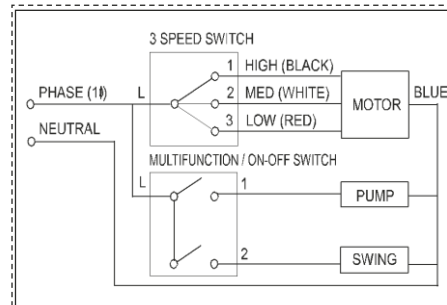 3 SPEED SWITCH
1 HIGH (BLACK)
PHASE (1ϕ) L 2 MED (WHITE) MOTOR BLUE
NEUTRAL 3 LOW (RED)
MULTIFUNCTION / ON-OFF SWITCH
L 1 PUMP
2 SWING